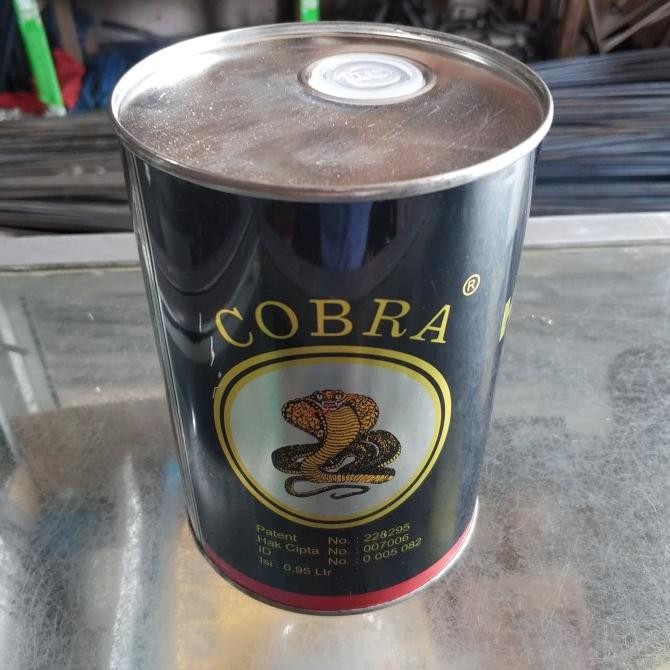 COBRA ®
Patent No. : 228295
Hak Cipta No. : 007006
ID No. : 0 005 082
Isi : 0,95 Ltr